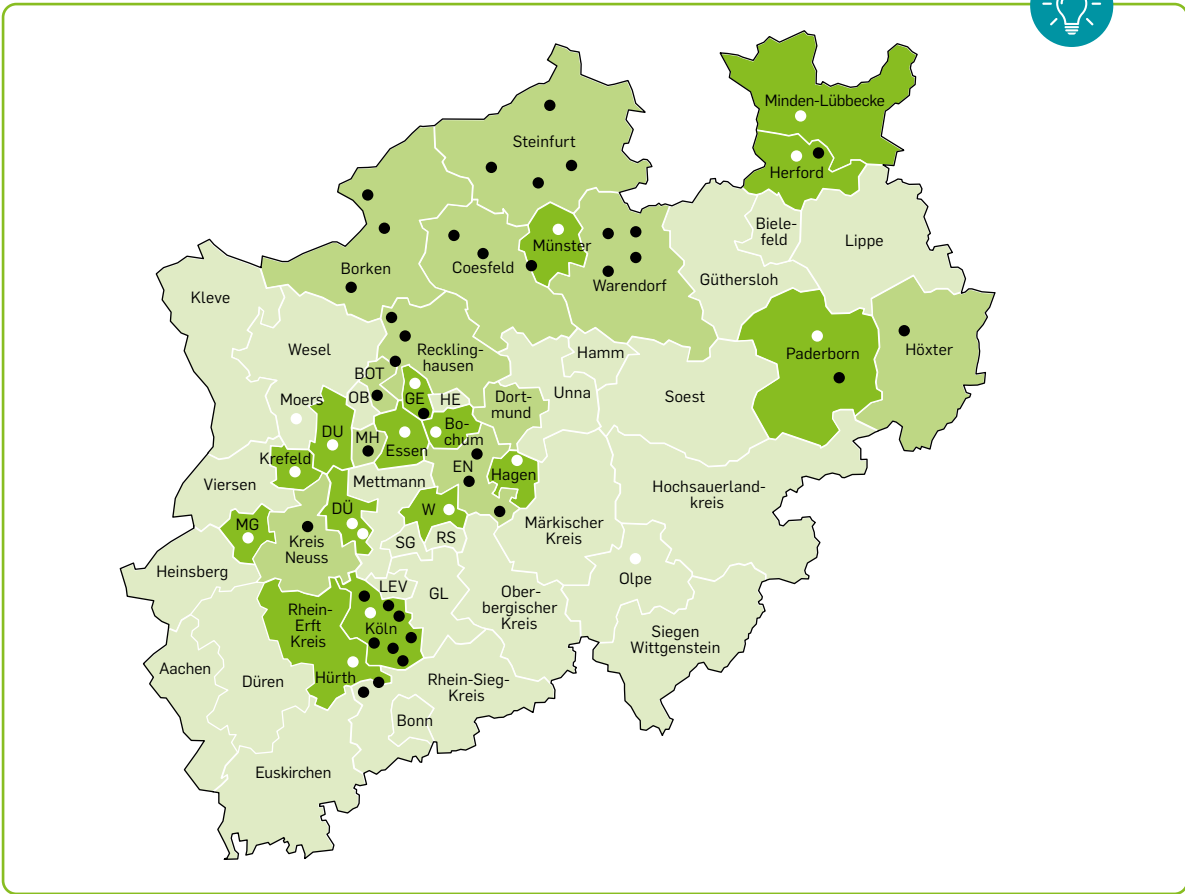 Minden-Lübbecke
Steinfurt
Herford
Biele-
feld
Lippe
Münster
Coesfeld
Borken
Warendorf
Güthersloh
Kleve
Wesel
Reckling-
hausen
Hamm
Paderborn
Höxter
BOT
OB
GE
HE
Dort-
mund
Unna
Soest
Moers
DU
MH
Essen
Bo-
chum
Krefeld
EN
Hagen
Viersen
Mettmann
Hochsauerland-
kreis
MG
DÜ
W
Kreis
Neuss
SG
RS
Märkischer
Kreis
Heinsberg
Olpe
LEV
GL
Ober-
bergischer
Kreis
Rhein-
Erft
Kreis
Köln
Siegen
Wittgenstein
Aachen
Düren
Hürth
Rhein-Sieg-
Kreis
Bonn
Euskirchen